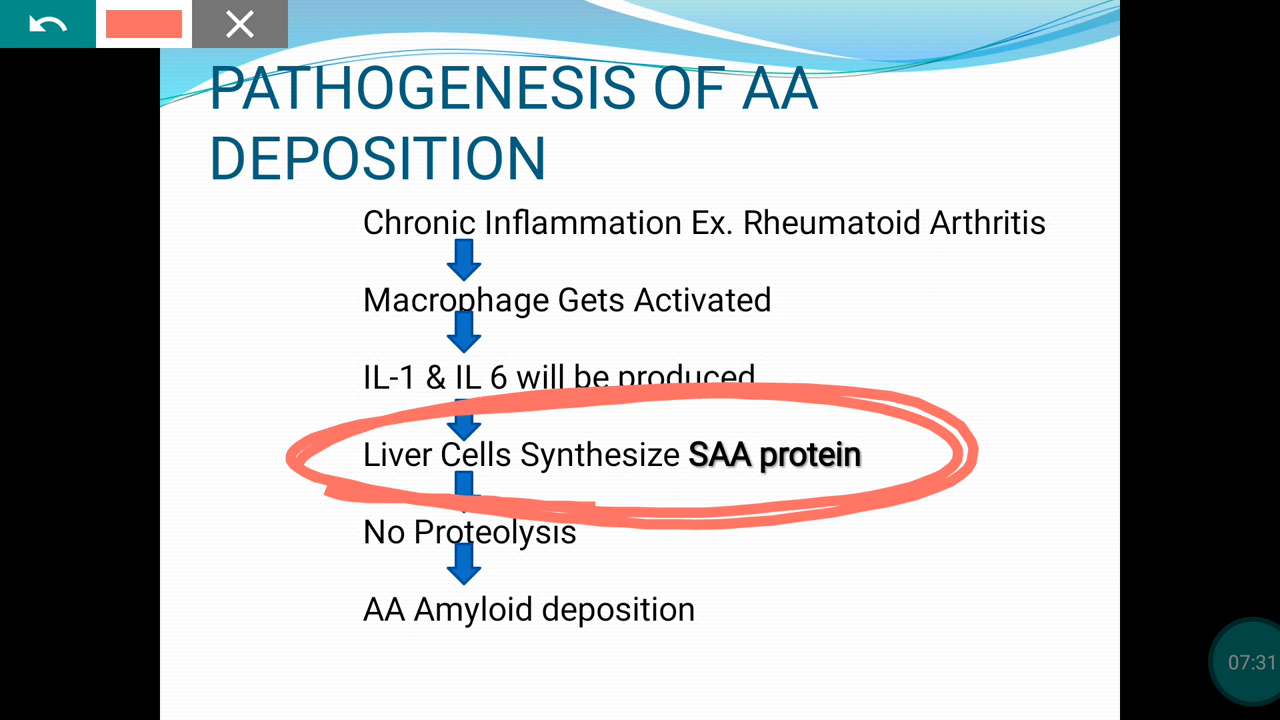 PATHOGENESIS OF AA
DEPOSITION
Chronic Inflammation Ex. Rheumatoid Arthritis
Macrophage Gets Activated
IL-1 & IL 6 will be produced
Liver Cells Synthesize SAA protein
No Proteolysis
AA Amyloid deposition
07:31